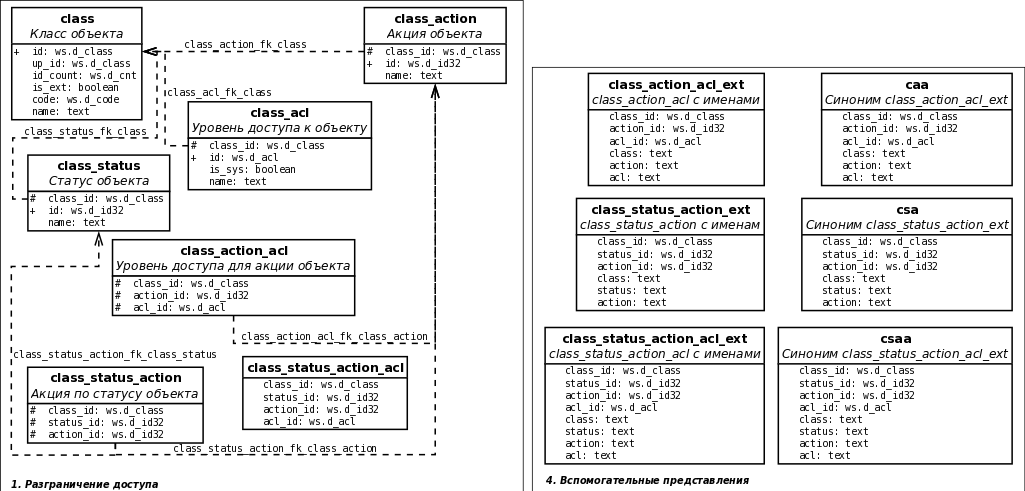 class
Класс объекта
+ id: ws.d_class
up_id: ws.d_class
id_count: ws.d_cnt
is_ext: boolean
code: ws.d_code
name: text
class_action
Акция объекта
# class_id: ws.d_class
+ id: ws.d_id32
name: text
class_action_fk_class
class_acl_fk_class
class_acl
Уровень доступа к объекту
# class_id: ws.d_class
+ id: ws.d_acl
is_sys: boolean
name: text
class_status_fk_class
class_status
Статус объекта
# class_id: ws.d_class
+ id: ws.d_id32
name: text
class_action_acl
Уровень доступа для акции объекта
# class_id: ws.d_class
# action_id: ws.d_id32
# acl_id: ws.d_acl
class_action_acl_fk_class_action
class_status_action_fk_class_status
class_status_action
Акция по статусу объекта
# class_id: ws.d_class
# status_id: ws.d_id32
# action_id: ws.d_id32
class_status_action_acl
class_id: ws.d_class
status_id: ws.d_id32
action_id: ws.d_id32
acl_id: ws.d_acl
class_status_action_fk_class_action
1. Разграничение доступа
class_action_acl_ext
class_action_acl с именами
class_id: ws.d_class
action_id: ws.d_id32
acl_id: ws.d_acl
class: text
action: text
acl: text
caa
Синоним class_action_acl_ext
class_id: ws.d_class
action_id: ws.d_id32
acl_id: ws.d_acl
class: text
action: text
acl: text
class_status_action_ext
class_status_action с именам
class_id: ws.d_class
status_id: ws.d_id32
action_id: ws.d_id32
class: text
status: text
action: text
csa
Синоним class_status_action_ext
class_id: ws.d_class
status_id: ws.d_id32
action_id: ws.d_id32
class: text
status: text
action: text
class_status_action_acl_ext
class_status_action_acl с именами
class_id: ws.d_class
status_id: ws.d_id32
action_id: ws.d_id32
acl_id: ws.d_acl
class: text
status: text
action: text
acl: text
csaa
Синоним class_status_action_acl_ext
class_id: ws.d_class
status_id: ws.d_id32
action_id: ws.d_id32
acl_id: ws.d_acl
class: text
status: text
action: text
acl: text
4. Вспомогательные представления